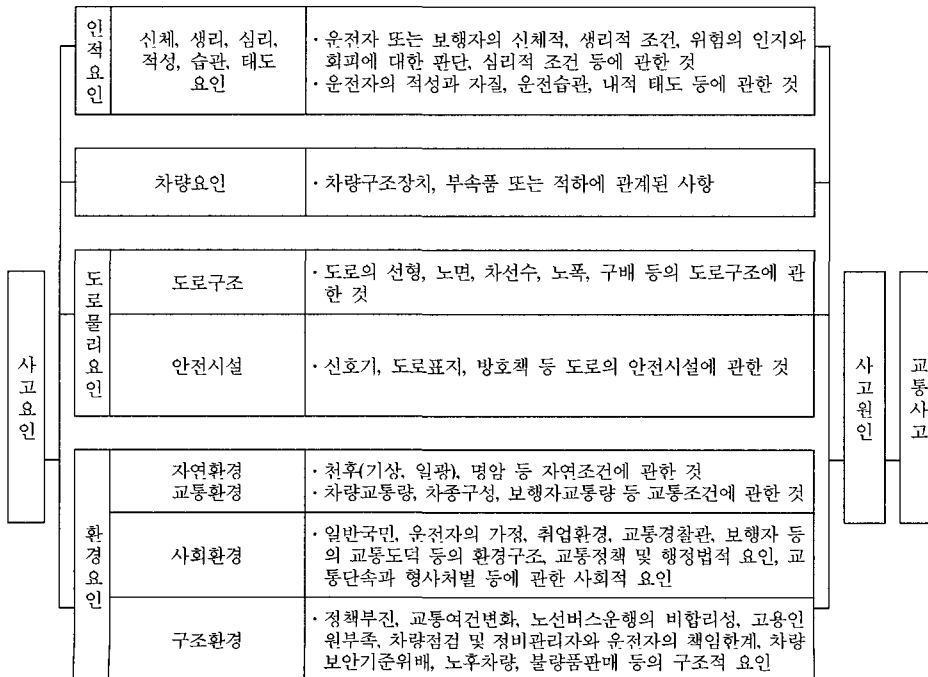 사고요인
인적요인
신체, 생리, 심리,
적성, 습관, 태도
요인
· 운전자 또는 보행자의 신체적, 생리적 조건, 위험의 인지와
회피에 대한 판단, 심리적 조건 등에 관한 것
· 운전자의 적성과 자질, 운전습관, 내적 태도 등에 관한 것
차량요인
· 차량구조장치, 부속품 또는 적하에 관계된 사항
도로물리요인
도로구조
· 도로의 선형, 노면, 차선수, 노폭, 구배 등의 도로구조에 관
한 것
안전시설
· 신호기, 도로표지, 방호책 등 도로의 안전시설에 관한 것
환경요인
자연환경
교통환경
· 천후(기상, 일광), 명암 등 자연조건에 관한 것
· 차량교통량, 차종구성, 보행자교통량 등 교통조건에 관한 것
사회환경
· 일반국민, 운전자의 가정, 취업환경, 교통경찰관, 보행자 등
의 교통도덕 등의 환경구조, 교통정책 및 행정법적 요인, 교
통단속과 형사처벌 등에 관한 사회적 요인
구조환경
· 정책부진, 교통여건변화, 노선버스운행의 비합리성, 고용인
원부족, 차량점검 및 정비관리자와 운전자의 책임한계, 차량
보안기준위배, 노후차량, 불량품판매 등의 구조적 요인
사고원인
교통사고